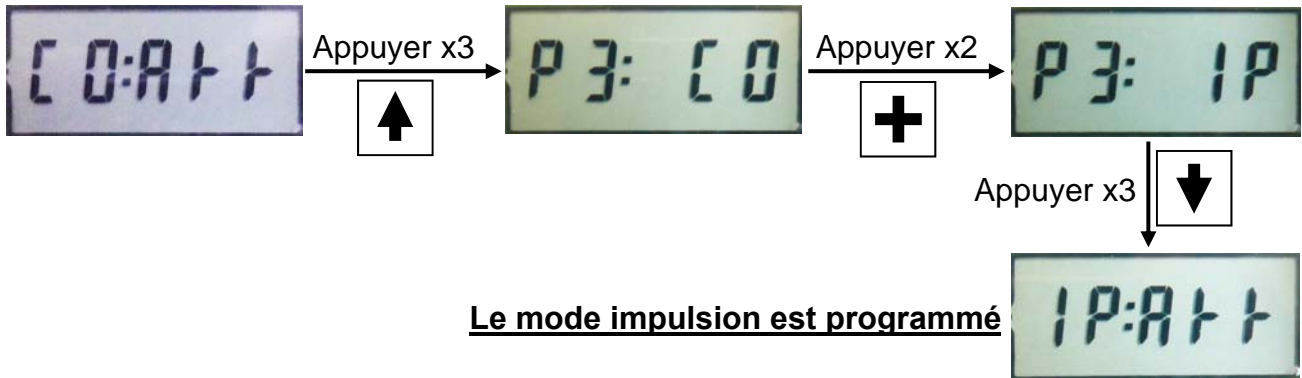 C0:Att
Appuyer x3
P3: C0
Appuyer x2
P3: IP
Appuyer x3
Le mode impulsion est programmé
IP:Att